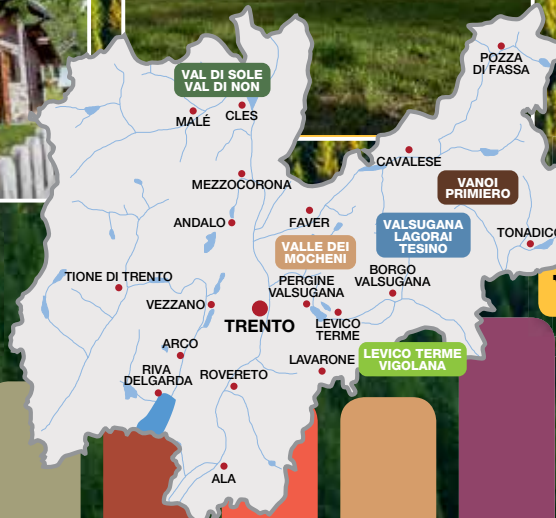 POZZA
DI FASSA
VAL DI SOLE
VAL DI NON
MALÉ
CLES
CAVALESE
MEZZOCORONA
VANOI
PRIMIERO
ANDALO
FAVER
VALSUGANA
LAGORAI
TESINO
TONADICO
VALLE DEI
MOCHENI
TIONE DI TRENTO
PERGINE
VALSUGANA
BORGO
VALSUGANA
VEZZANO
TRENTO
LEVICO
TERME
ARCO
LAVARONE
LEVICO TERME
VIGOLANA
RIVA
DELGARDA
ROVERETO
ALA